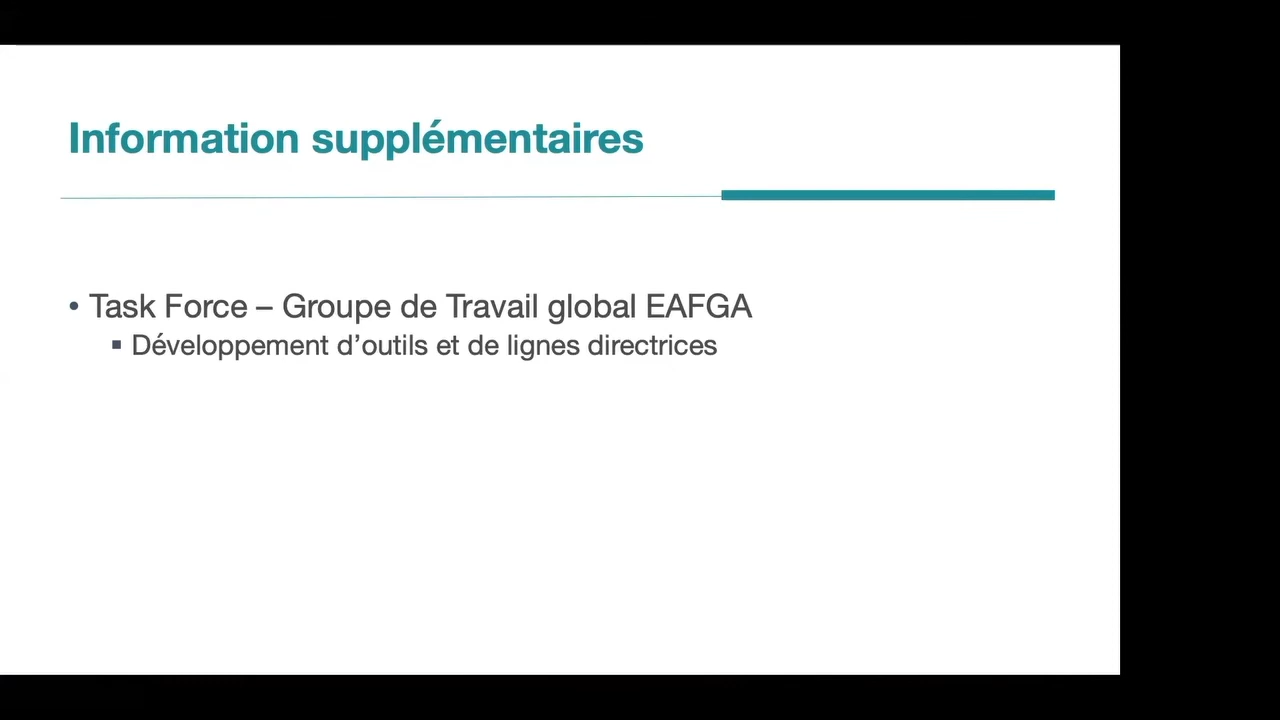 Information supplémentaires
• Task Force – Groupe de Travail global EAFGA
▪ Développement d’outils et de lignes directrices